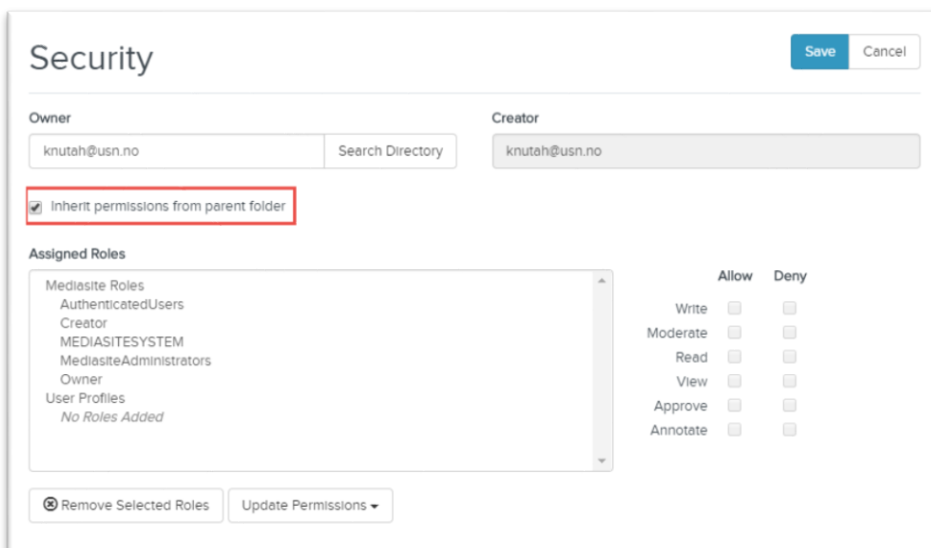 Security
Save Cancel
Owner
Creator
knutah@usn.no Search Directory
knutah@usn.no
Inherit permissions from parent folder
Assigned Roles
Allow Deny
Mediasite Roles
AuthenticatedUsers
Creator
MEDIASITESYSTEM
MediasiteAdministrators
Owner
User Profiles
No Roles Added
Write
Moderate
Read
View
Approve
Annotate
Remove Selected Roles Update Permissions